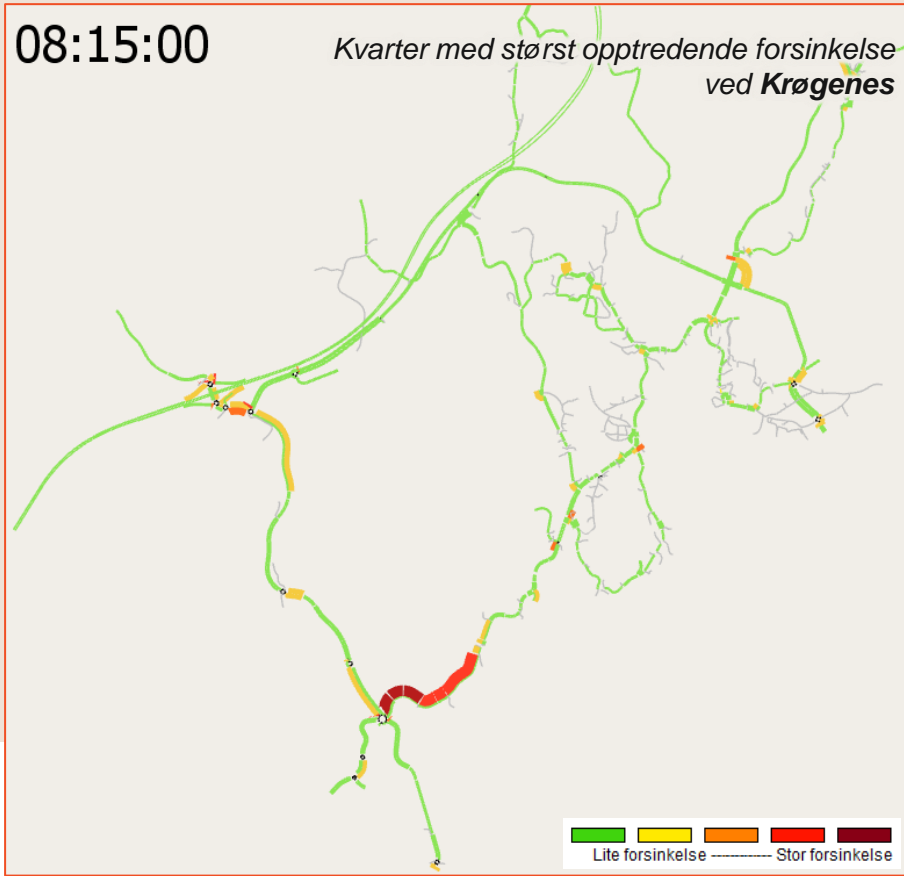 08:15:00
Kvarter med størst opptredende forsinkelse
ved Krøgenes
Lite forsinkelse ------------- Stor forsinkelse